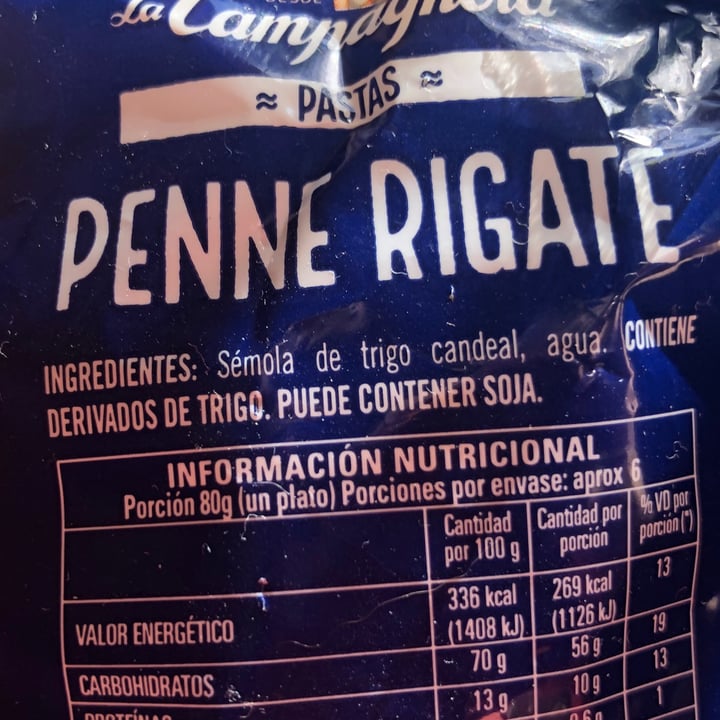 DESDE
La Campagnola
≈ PASTAS ≈
PENNE RIGATE
INGREDIENTES: Sémola de trigo candeal, agua. CONTIENE
DERIVADOS DE TRIGO. PUEDE CONTENER SOJA.
INFORMACIÓN NUTRICIONAL
Porción 80g (un plato) Porciones por envase: aprox 6
Cantidad por 100 g Cantidad por porción % VD por porción (*)
VALOR ENERGÉTICO 336 kcal (1408 kJ) 269 kcal (1126 kJ) 13
CARBOHIDRATOS 70 g 56 g 19
PROTEÍNAS 13 g 10 g 13
1